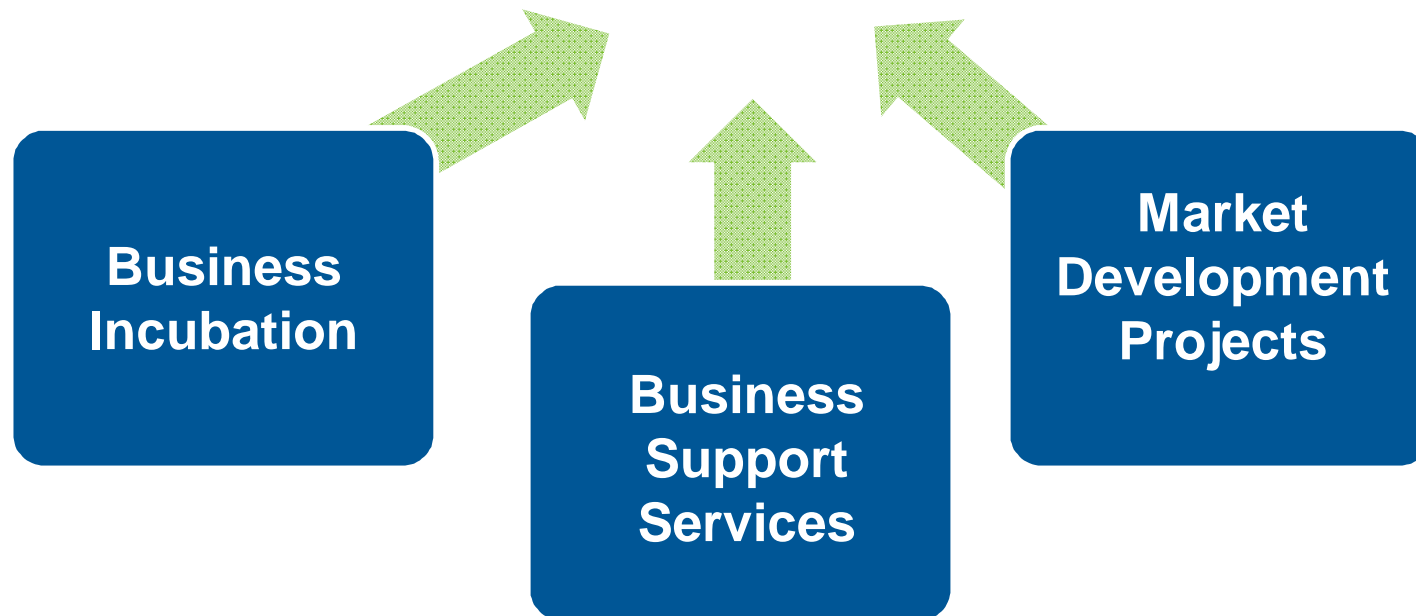 Business
Incubation
Business
Support
Services
Market
Development
Projects